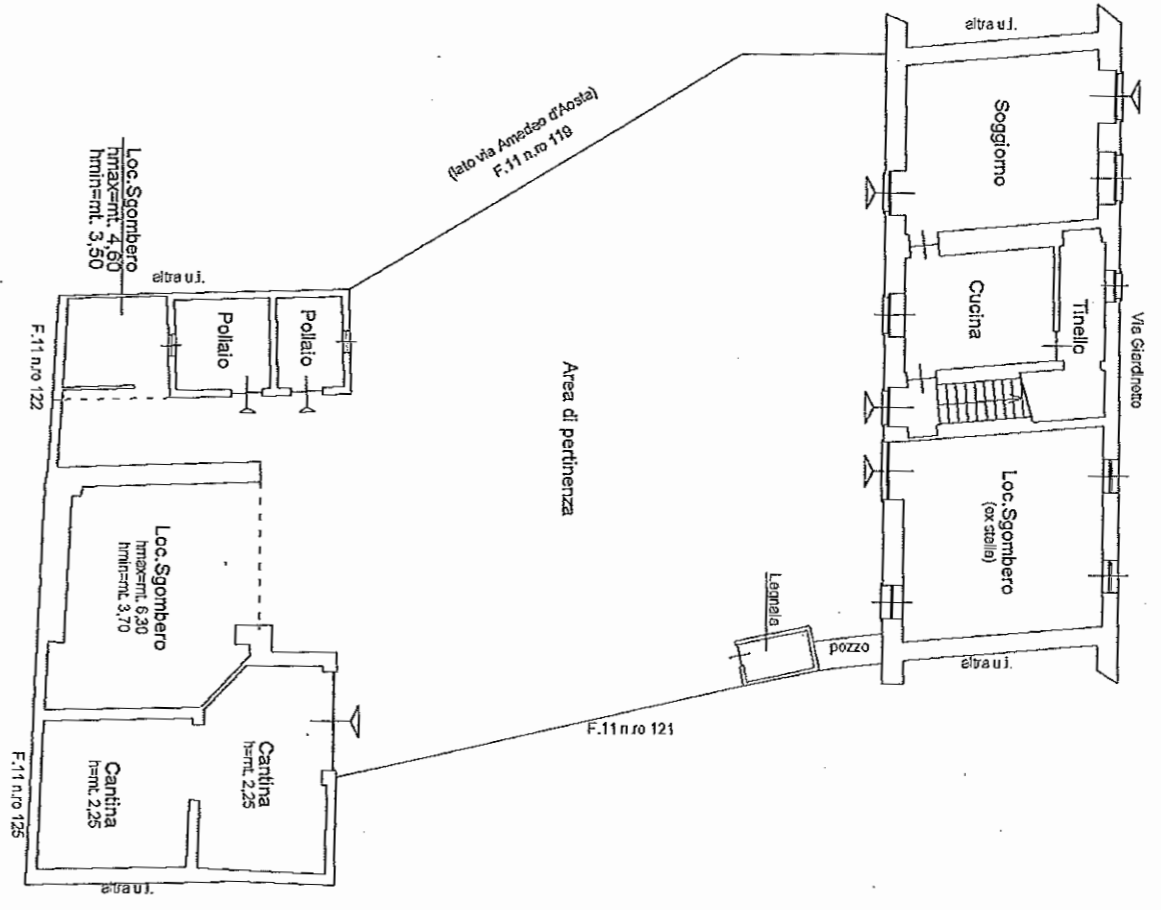 altra u.i.
Soggiorno
(lato via Amedeo d'Aosta)
F.11 n.ro 119
Via Giardinetto
Tinello
Cucina
Loc.Sgombero
hmax=mt. 4,60
hmin=mt. 3,50
altra u.i.
Pollaio
Pollaio
F.11 n.ro 122
Area di pertinenza
Loc.Sgombero
(ex stalla)
Loc.Sgombero
hmax=mt. 6,30
hmin=mt. 3,70
Legnaia
pozzo
altra u.i.
F.11 n.ro 121
Cantina
h=mt. 2,25
Cantina
h=mt. 2,25
F.11 n.ro 125
altra u.i.